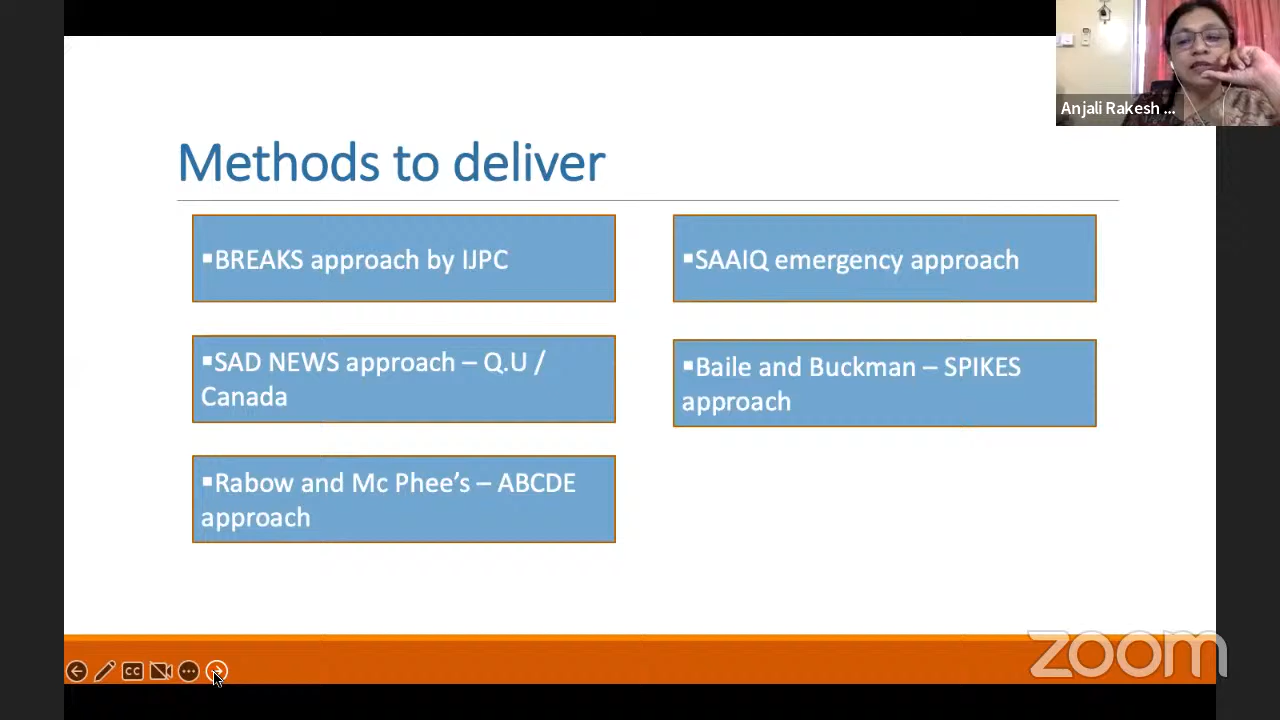 Anjali Rakesh ...
Methods to deliver
▪BREAKS approach by IJPC
▪SAD NEWS approach – Q.U /
Canada
▪Rabow and Mc Phee’s – ABCDE
approach
▪SAAIQ emergency approach
▪Baile and Buckman – SPIKES
approach
CC
zoom